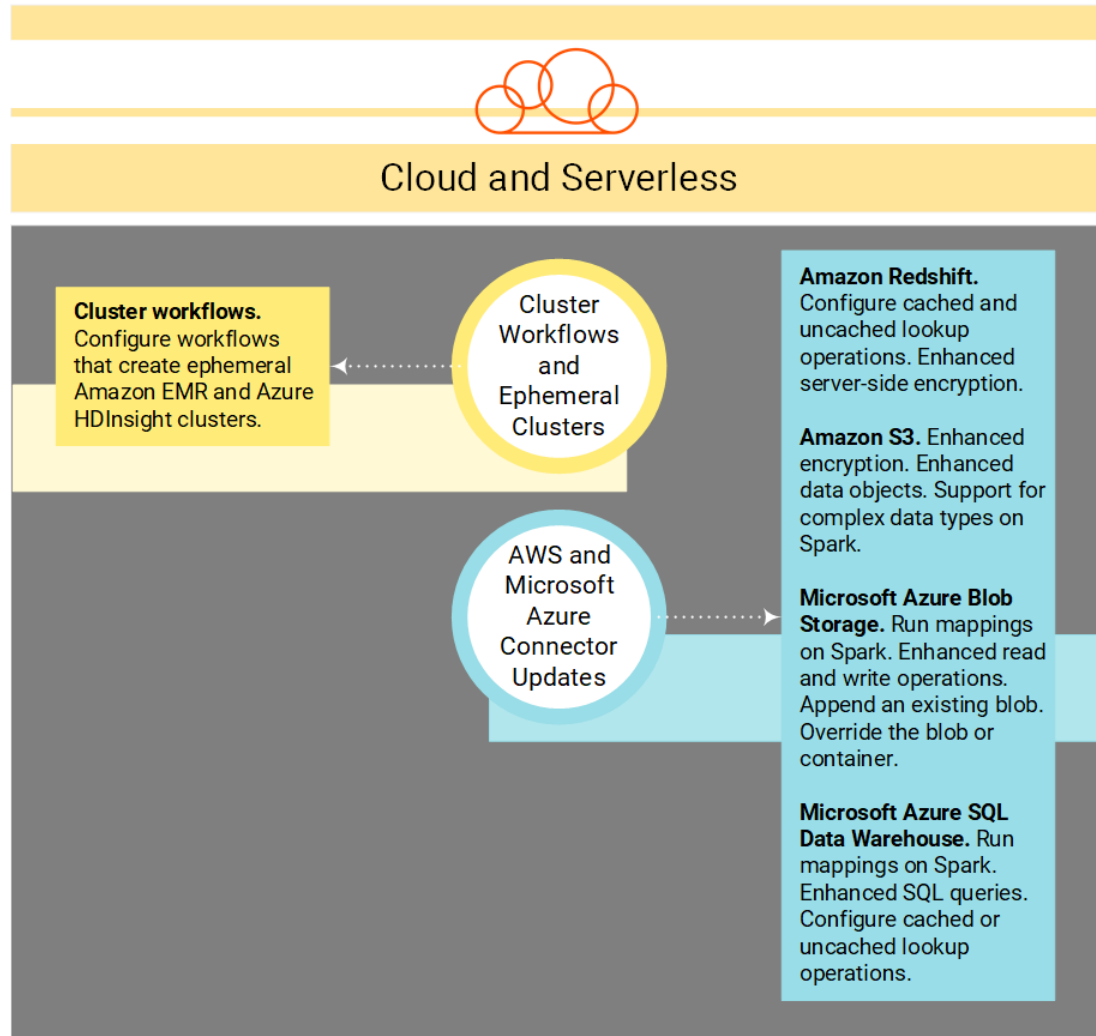 Cloud and Serverless
Cluster workflows.
Configure workflows
that create ephemeral
Amazon EMR and Azure
HDInsight clusters.
Cluster
Workflows
and
Ephemeral
Clusters
AWS and
Microsoft
Azure
Connector
Updates
Amazon Redshift.
Configure cached and
uncached lookup
operations. Enhanced
server-side encryption.
Amazon S3. Enhanced
encryption. Enhanced
data objects. Support for
complex data types on
Spark.
Microsoft Azure Blob
Storage. Run mappings
on Spark. Enhanced read
and write operations.
Append an existing blob.
Override the blob or
container.
Microsoft Azure SQL
Data Warehouse. Run
mappings on Spark.
Enhanced SQL queries.
Configure cached or
uncached lookup
operations.